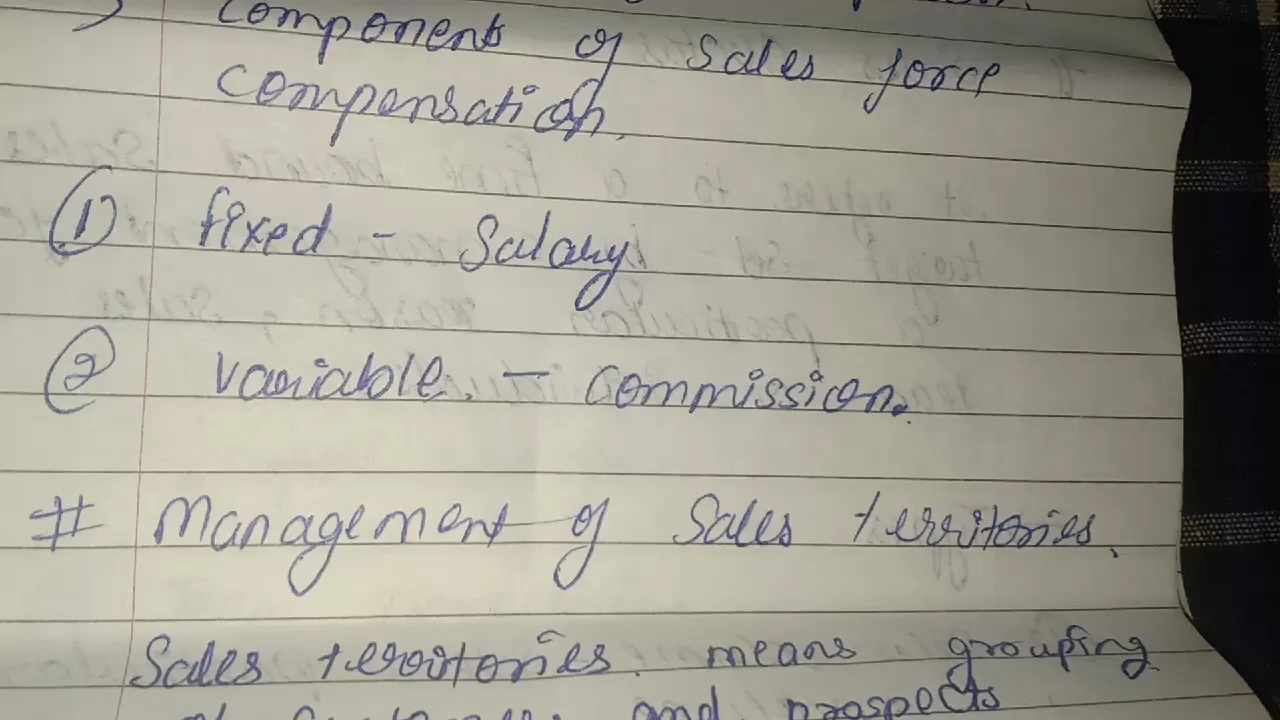 Component of Sales force
Compensation.
① fixed - Salary
② Variable. - Commission.
# Management of Sales territories.
Sales territories. means grouping
and prospects